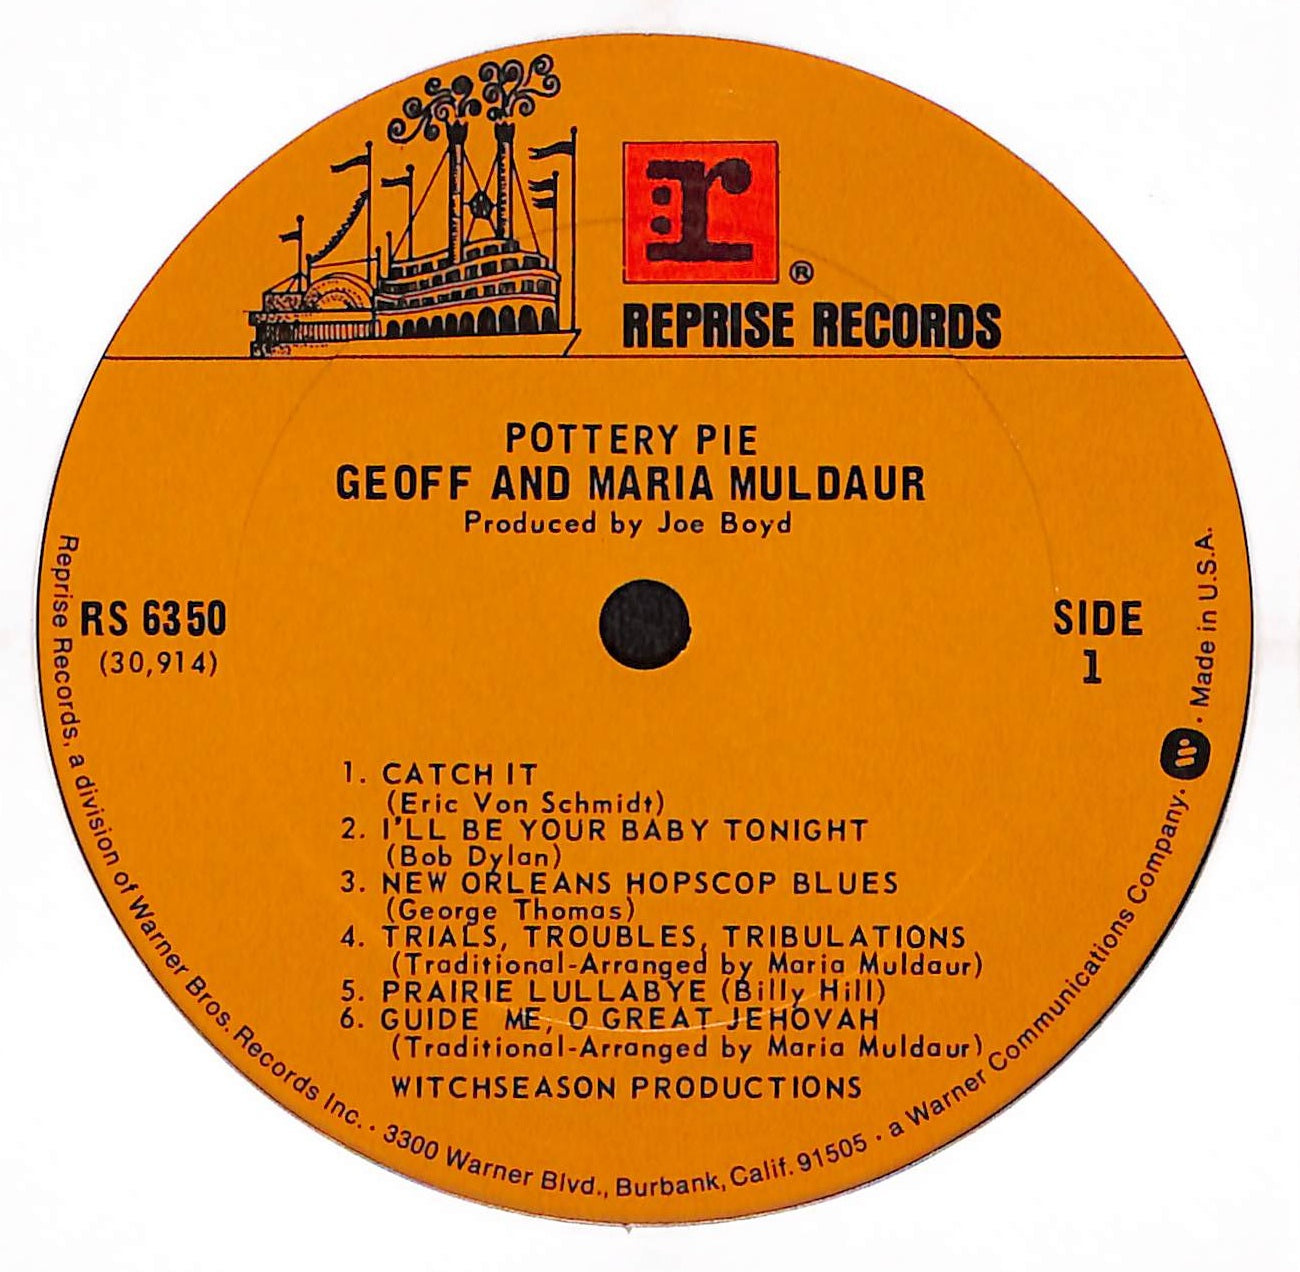 r
®
REPRISE RECORDS
POTTERY PIE
GEOFF AND MARIA MULDAUR
Produced by Joe Boyd
RS 6350
(30,914)
SIDE
1
1. CATCH IT
(Eric Von Schmidt)
2. I'LL BE YOUR BABY TONIGHT
(Bob Dylan)
3. NEW ORLEANS HOPSCOP BLUES
(George Thomas)
4. TRIALS, TROUBLES, TRIBULATIONS
(Traditional-Arranged by Maria Muldaur)
5. PRAIRIE LULLABYE (Billy Hill)
6. GUIDE ME, O GREAT JEHOVAH
(Traditional-Arranged by Maria Muldaur)
WITCHSEASON PRODUCTIONS
Reprise Records, a division of Warner Bros. Records Inc. · 3300 Warner Blvd., Burbank, Calif. 91505 · a Warner Communications Company · W · Made in U.S.A.